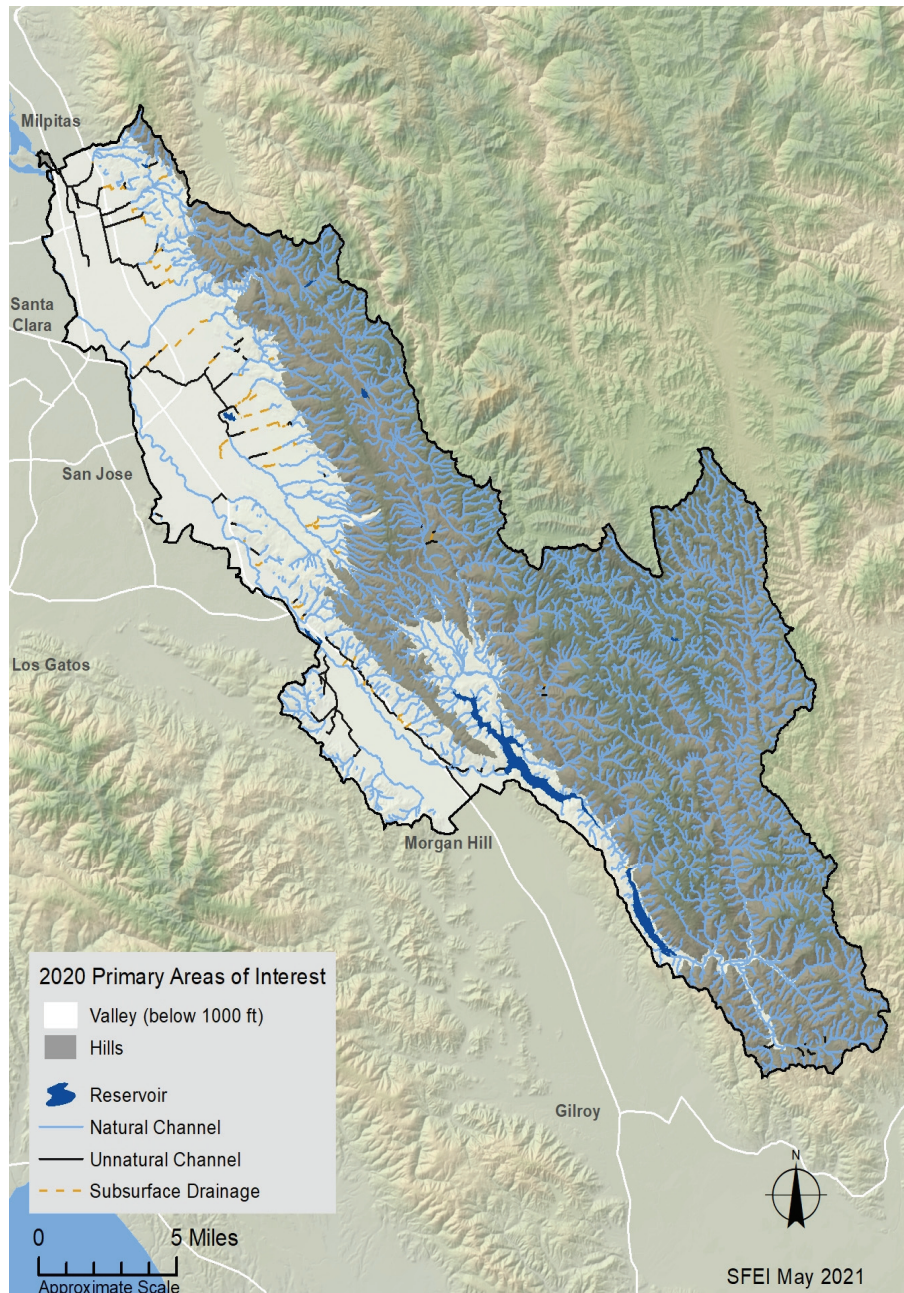 Milpitas
Santa
Clara
San Jose
Los Gatos
Morgan Hill
2020 Primary Areas of Interest
Valley (below 1000 ft)
Hills
Reservoir
Natural Channel
Unnatural Channel
Subsurface Drainage
Gilroy
N
0 5 Miles
Approximate Scale
SFEI May 2021